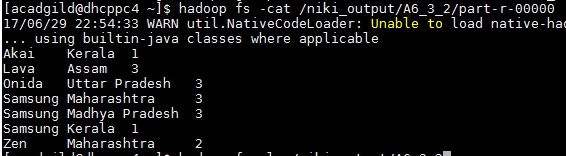 [acadgild@dhcppc4 ~]$ hadoop fs -cat /niki_output/A6_3_2/part-r-00000
17/06/29 22:54:33 WARN util.NativeCodeLoader: Unable to load native-had
... using builtin-java classes where applicable
Akai Kerala 1
Lava Assam 3
Onida Uttar Pradesh 3
Samsung Maharashtra 3
Samsung Madhya Pradesh 3
Samsung Kerala 1
Zen Maharashtra 2